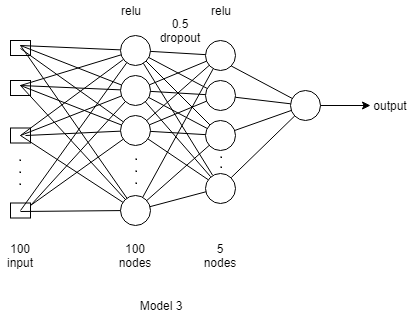 relu
0.5
dropout
relu
output
100
input
100
nodes
5
nodes
Model 3